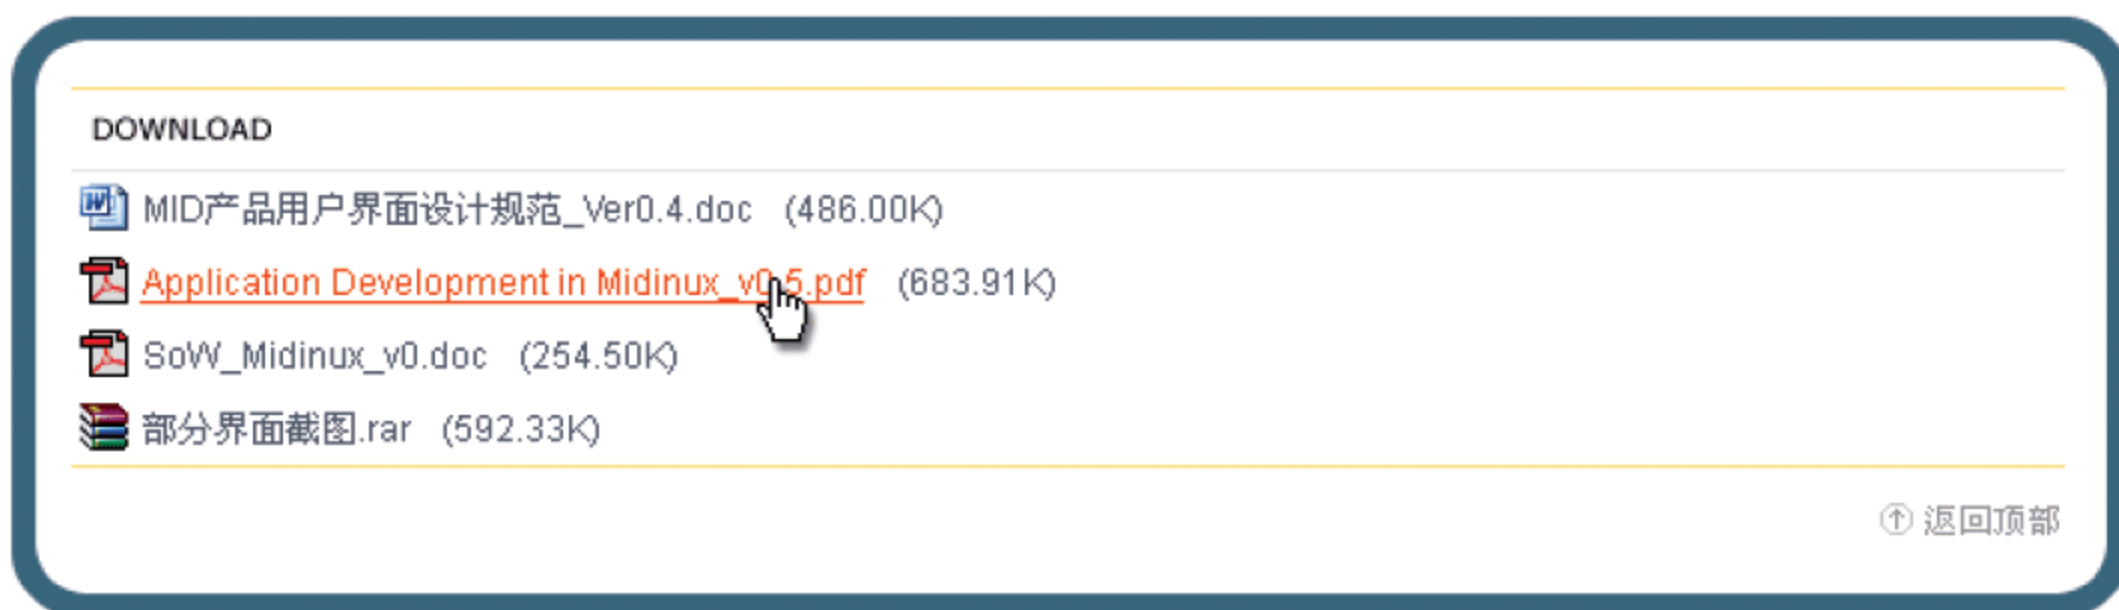 DOWNLOAD
MID产品用户界面设计规范_Ver0.4.doc (486.00K)
Application Development in Midinux_v0.5.pdf (683.91K)
SoW_Midinux_v0.doc (254.50K)
部分界面截图.rar (592.33K)
返回顶部